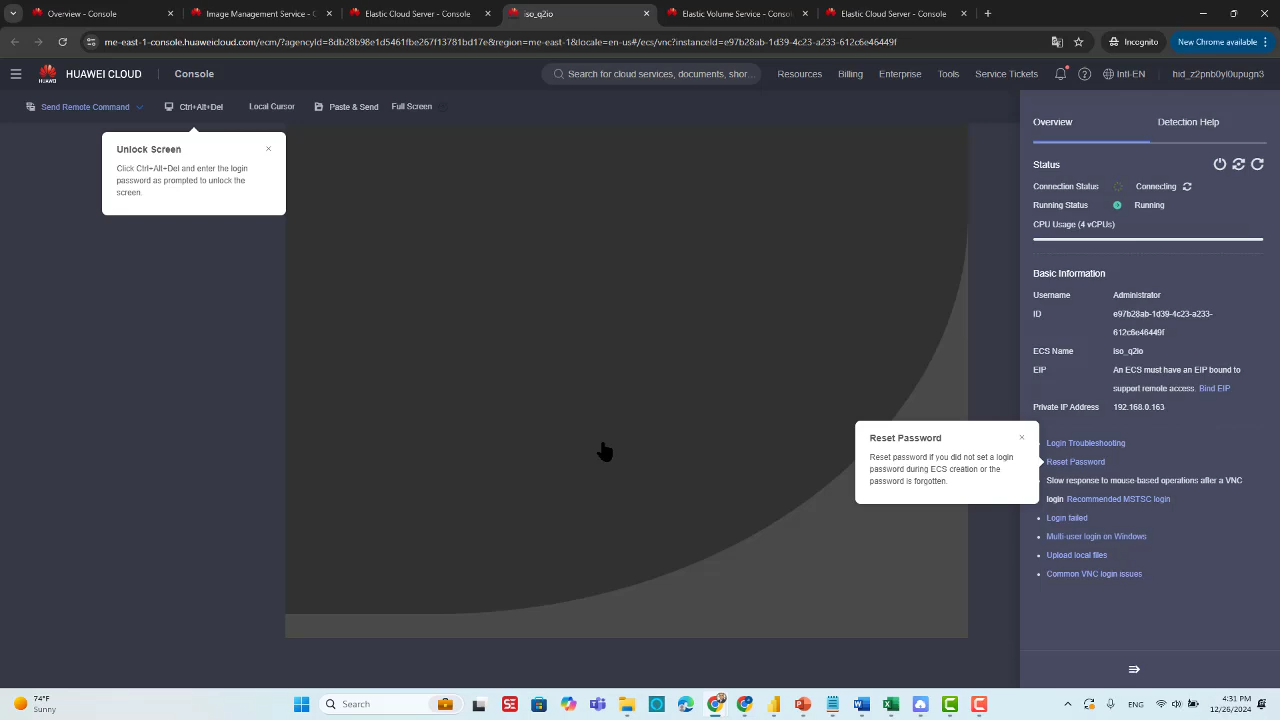 Overview - Console
Image Management Service - C
Elastic Cloud Server - Console
iso_q2io
Elastic Volume Service - Consol
Elastic Cloud Server - Console
me-east-1-console.huaweicloud.com/ecm/?agencyId=8db2b98e1d5461fbe267f13781bd17e8&region=me-east-1&locale=en-us#/ecs/vnc?instanceId=e97b28ab-1d39-4c23-a233-612c6e46449f
Incognito
New Chrome available
HUAWEI CLOUD
Console
Search for cloud services, documents, shor...
Resources
Billing
Enterprise
Tools
Service Tickets
Intl-EN
hid_z2pnb0yl0upugn3
Send Remote Command
Ctrl+Alt+Del
Local Cursor
Paste & Send
Full Screen
Unlock Screen
Click Ctrl+Alt+Del and enter the login
password as prompted to unlock the
screen.
Overview
Detection Help
Status
Connection Status Connecting
Running Status Running
CPU Usage (4 vCPUs)
Basic Information
Username Administrator
ID e97b28ab-1d39-4c23-a233-
612c6e46449f
ECS Name iso_q2io
EIP An ECS must have an EIP bound to
support remote access. Bind EIP
Private IP Address 192.168.0.163
Reset Password
Reset password if you did not set a login
password during ECS creation or the
password is forgotten.
Login Troubleshooting
Reset Password
Slow response to mouse-based operations after a VNC
login Recommended MSTSC login
Login failed
Multi-user login on Windows
Upload local files
Common VNC login issues
74°F
Sunny
Search
ENG
4:31 PM
12/26/2024